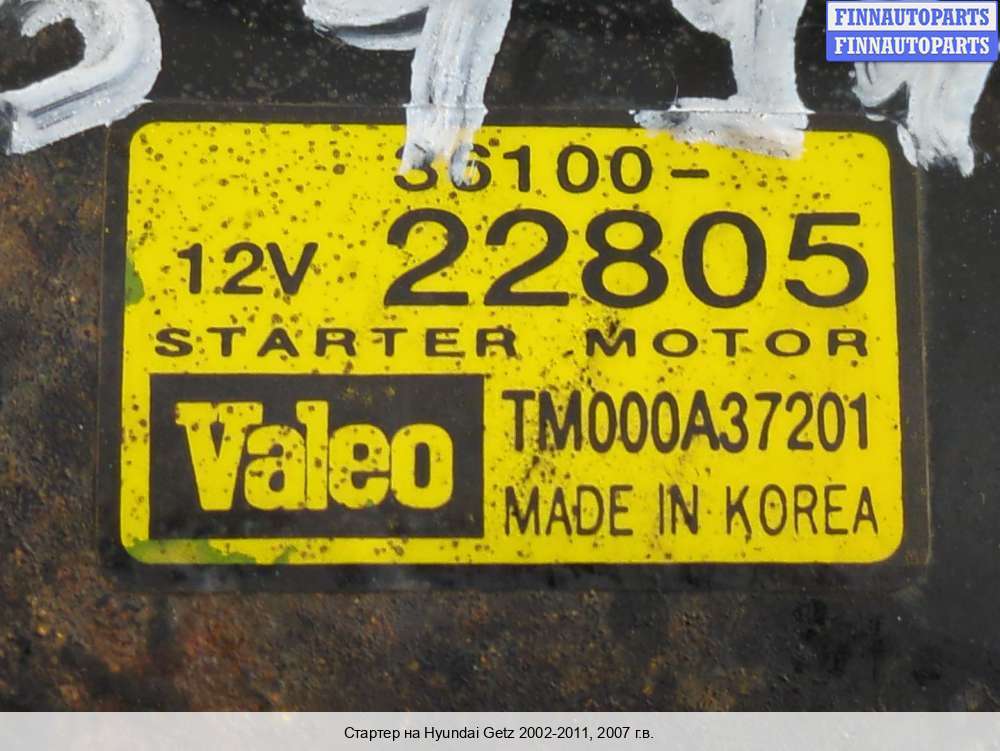 FINNAUTOPARTS
FINNAUTOPARTS
36100-
12V 22805
STARTER MOTOR
Valeo
TM000A37201
MADE IN KOREA
Стартер на Hyundai Getz 2002-2011, 2007 г.в.